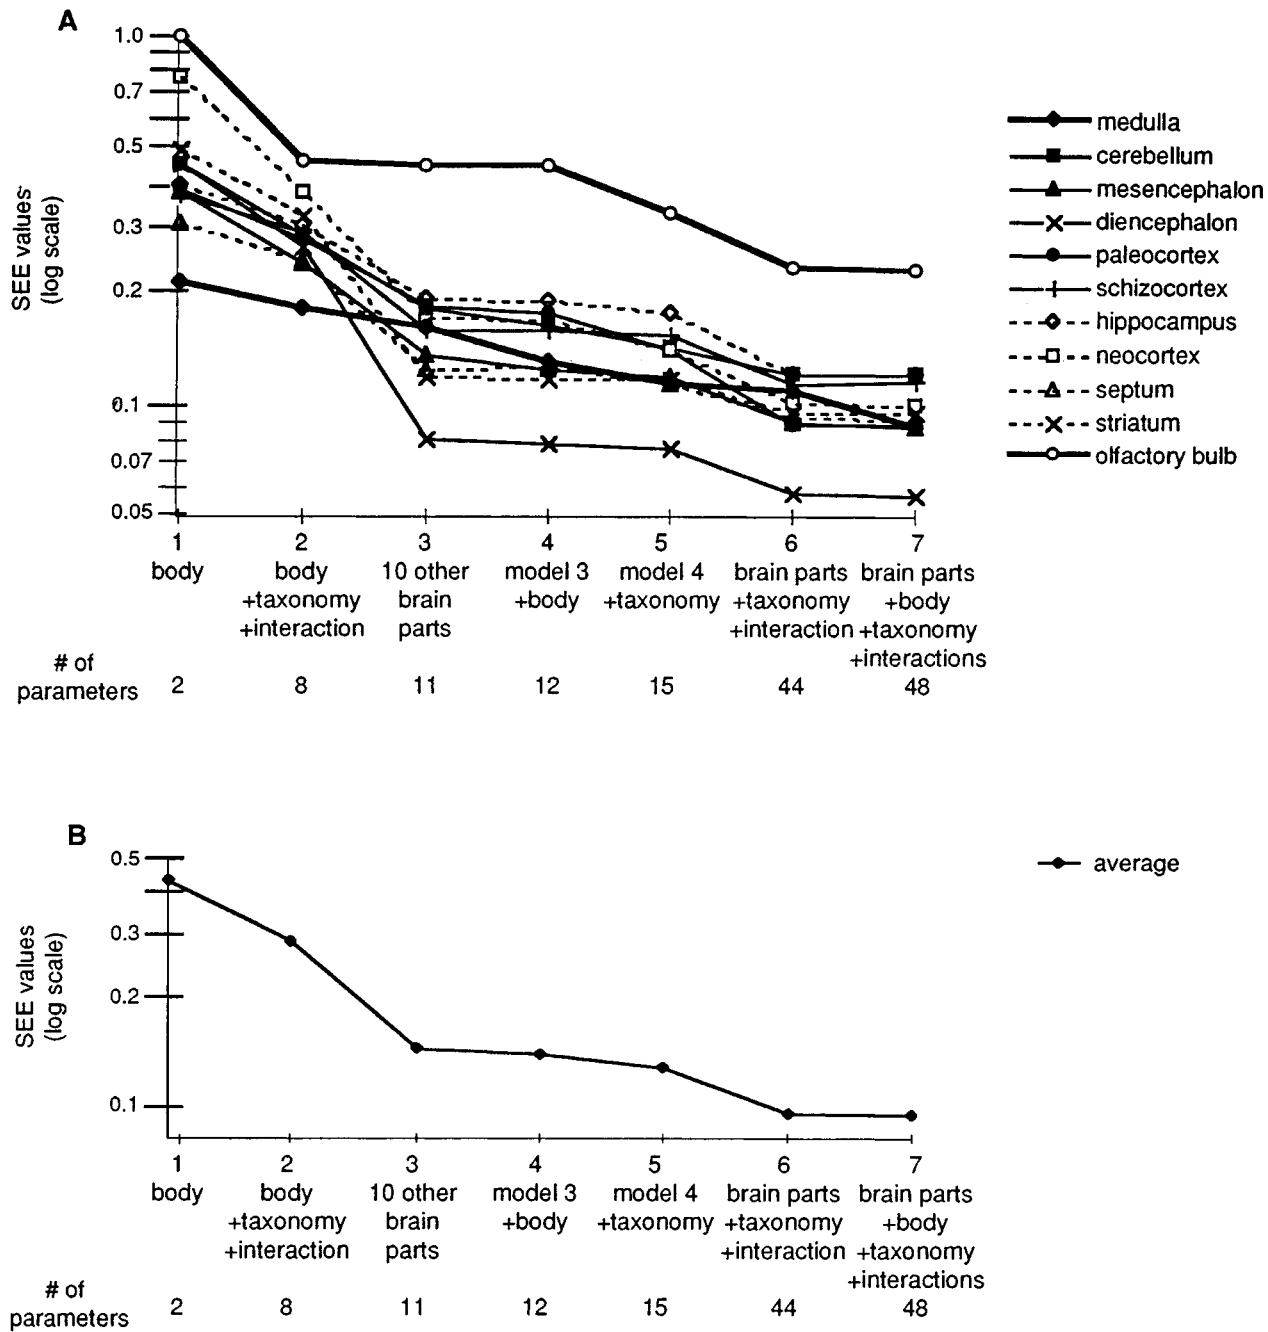 A
1.0
0.7
0.5
0.3
0.2
0.1
0.07
0.05
SEE values
(log scale)
medulla
cerebellum
mesencephalon
diencephalon
paleocortex
schizocortex
hippocampus
neocortex
septum
striatum
olfactory bulb
1 2 3 4 5 6 7
body body 10 other model 3 model 4 brain parts brain parts
+taxonomy brain +body +taxonomy +taxonomy +body
+interaction parts +interaction +taxonomy
+interactions
# of
parameters 2 8 11 12 15 44 48
B
0.5
0.3
0.2
0.1
SEE values
(log scale)
average
1 2 3 4 5 6 7
body body 10 other model 3 model 4 brain parts brain parts
+taxonomy brain +body +taxonomy +taxonomy +body
+interaction parts +interaction +taxonomy
+interactions
# of
parameters 2 8 11 12 15 44 48